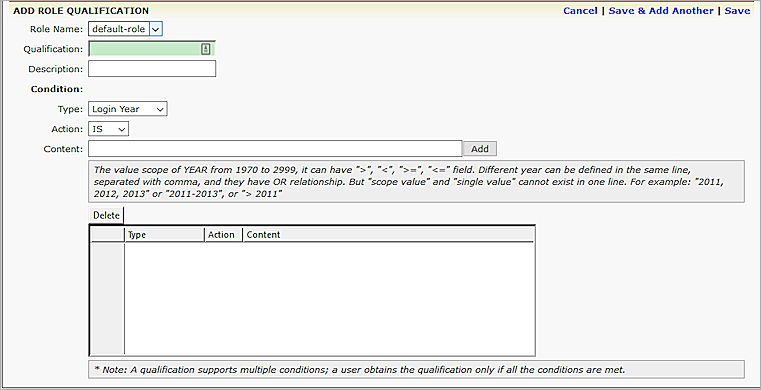 ADD ROLE QUALIFICATION Cancel | Save & Add Another | Save
Role Name: default-role
Qualification:
Description:
Condition:
Type: Login Year
Action: IS
Content: Add
The value scope of YEAR from 1970 to 2999, it can have ">", "<", ">=", "<=" field. Different year can be defined in the same line,
separated with comma, and they have OR relationship. But "scope value" and "single value" cannot exist in one line. For example: "2011,
2012, 2013" or "2011-2013", or "> 2011"
Delete
Type Action Content
* Note: A qualification supports multiple conditions; a user obtains the qualification only if all the conditions are met.